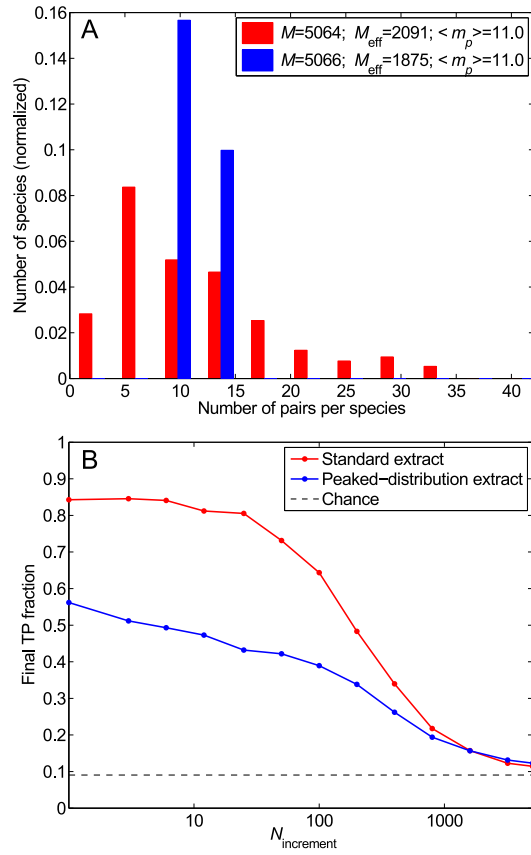 A
M=5064; M_eff=2091; <m_p>=11.0
M=5066; M_eff=1875; <m_p>=11.0
Number of species (normalized)
0.16
0.14
0.12
0.1
0.08
0.06
0.04
0.02
0
0 5 10 15 20 25 30 35 40
Number of pairs per species
B
Standard extract
Peaked−distribution extract
Chance
Final TP fraction
1
0.9
0.8
0.7
0.6
0.5
0.4
0.3
0.2
0.1
0
10 100 1000
N_increment